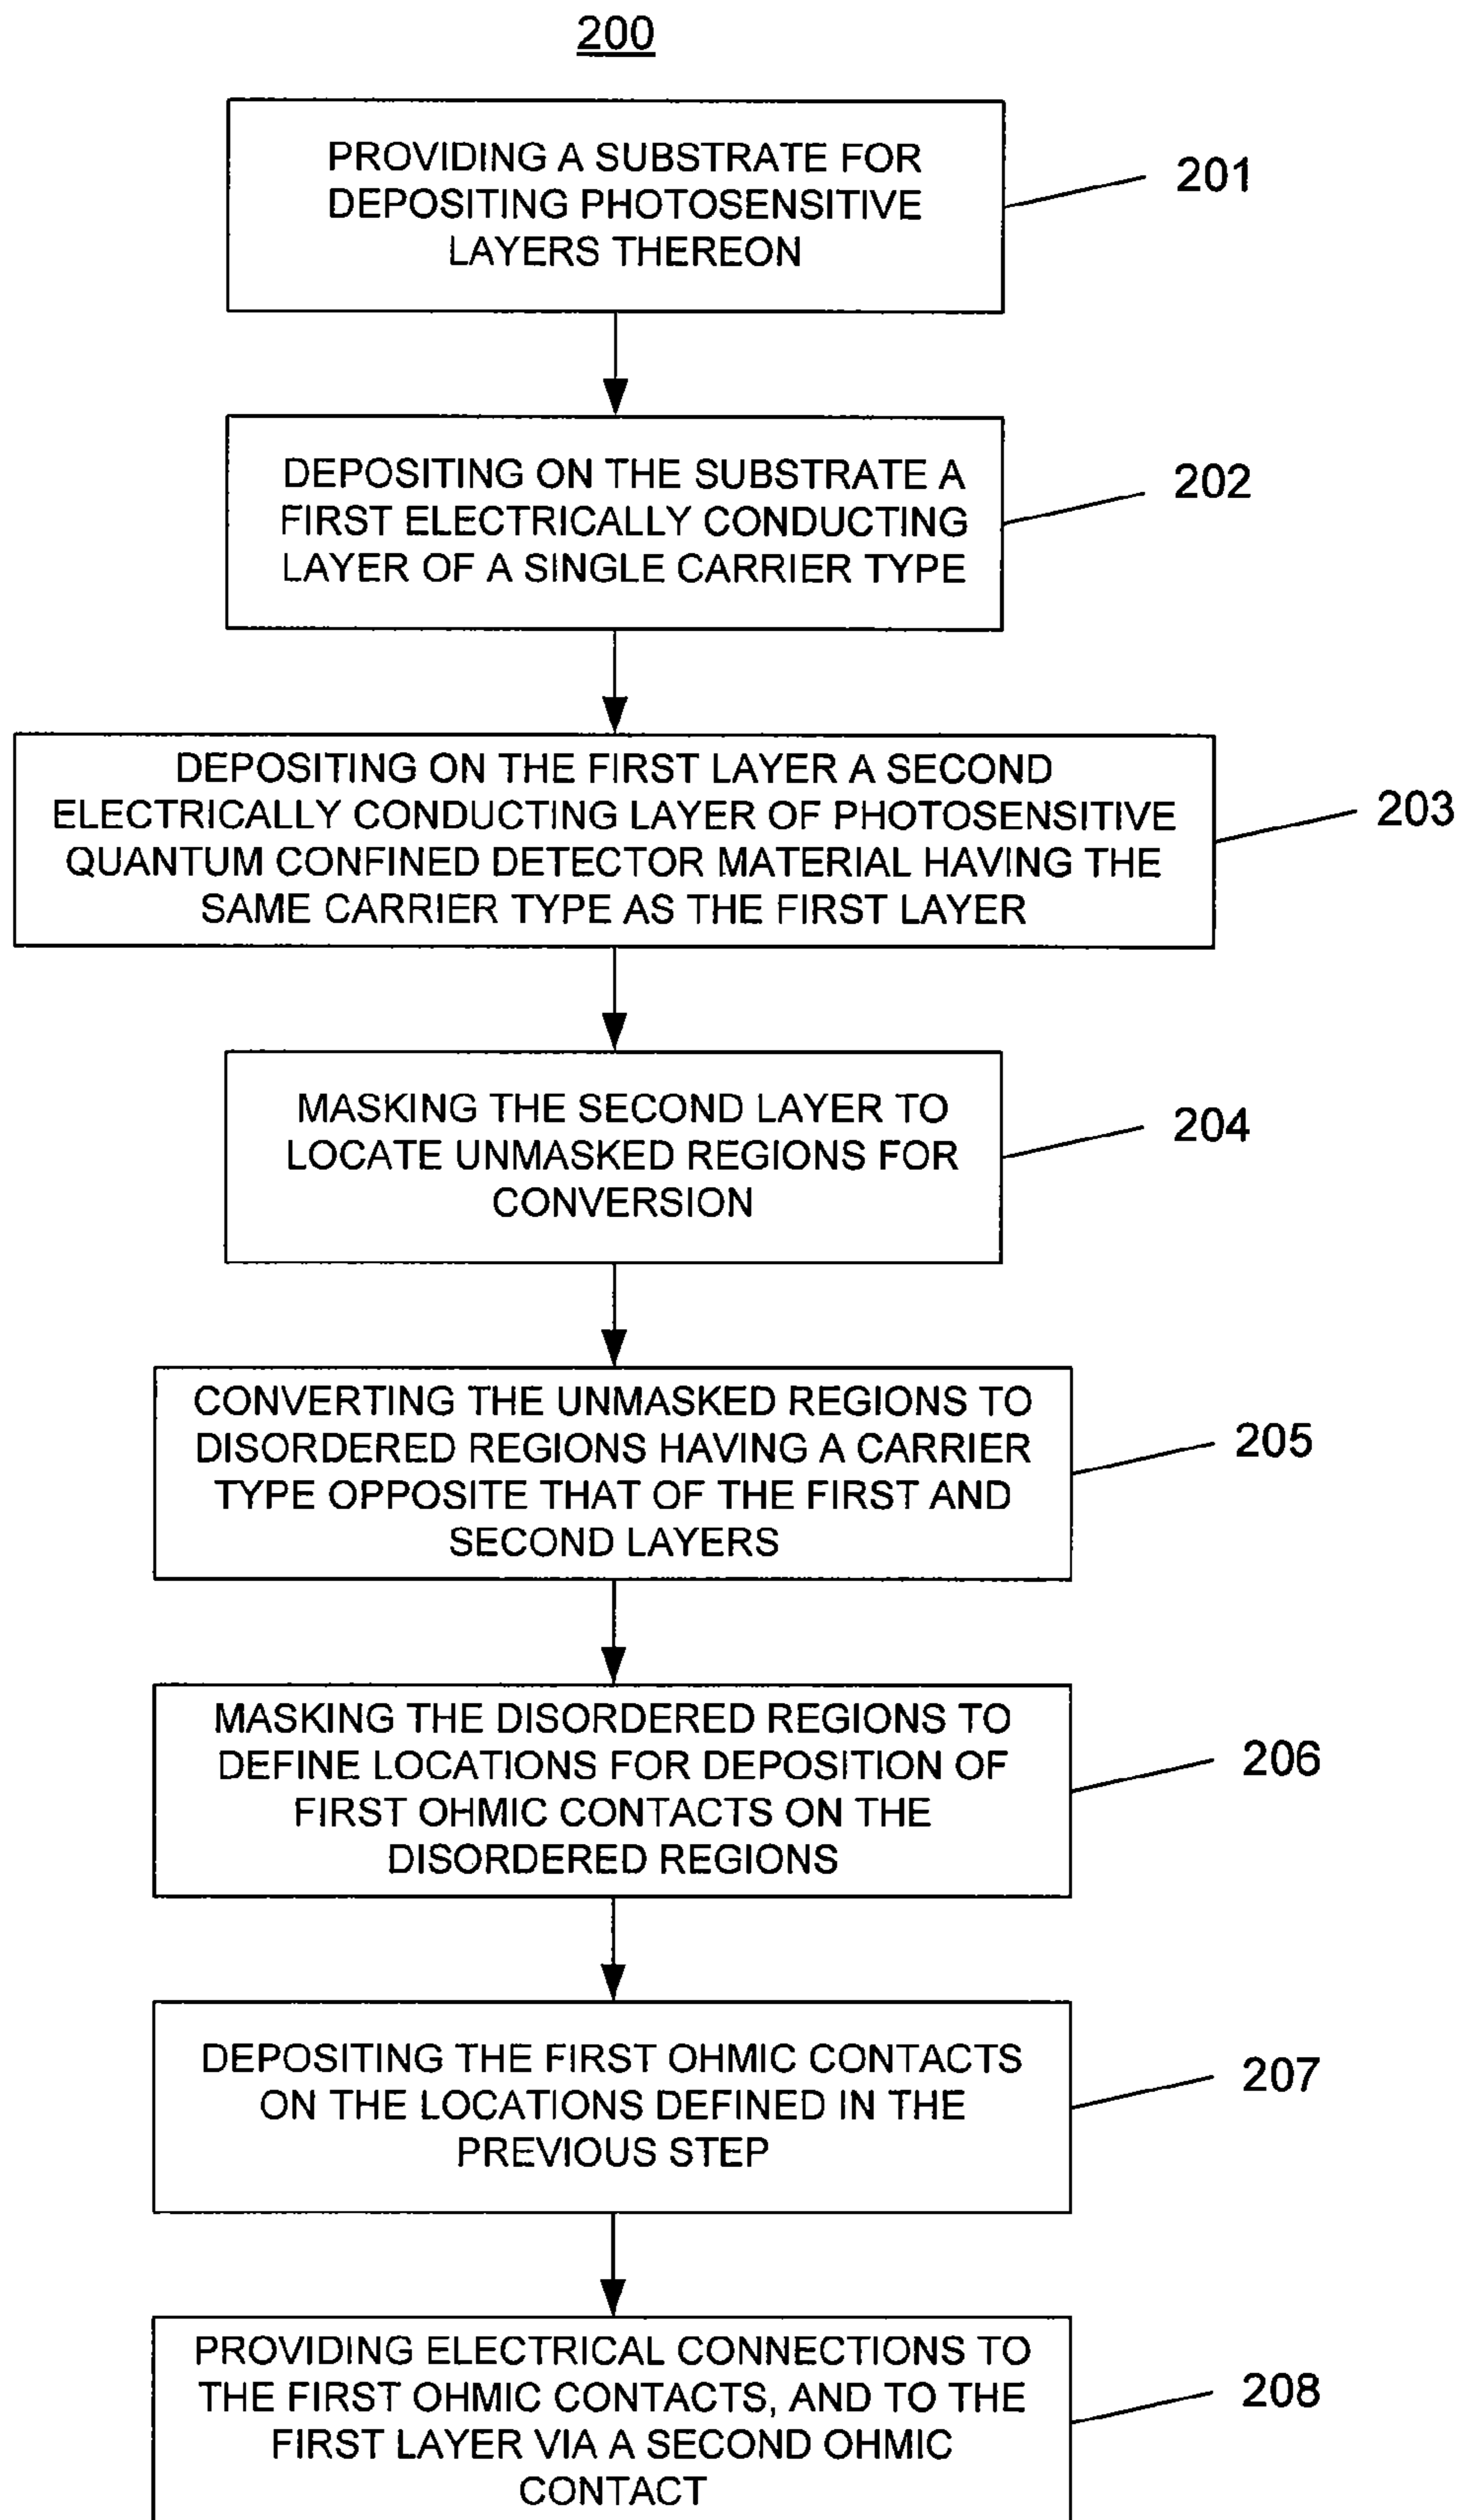 200
PROVIDING A SUBSTRATE FOR
DEPOSITING PHOTOSENSITIVE
LAYERS THEREON
201
DEPOSITING ON THE SUBSTRATE A
FIRST ELECTRICALLY CONDUCTING
LAYER OF A SINGLE CARRIER TYPE
202
DEPOSITING ON THE FIRST LAYER A SECOND
ELECTRICALLY CONDUCTING LAYER OF PHOTOSENSITIVE
QUANTUM CONFINED DETECTOR MATERIAL HAVING THE
SAME CARRIER TYPE AS THE FIRST LAYER
203
MASKING THE SECOND LAYER TO
LOCATE UNMASKED REGIONS FOR
CONVERSION
204
CONVERTING THE UNMASKED REGIONS TO
DISORDERED REGIONS HAVING A CARRIER
TYPE OPPOSITE THAT OF THE FIRST AND
SECOND LAYERS
205
MASKING THE DISORDERED REGIONS TO
DEFINE LOCATIONS FOR DEPOSITION OF
FIRST OHMIC CONTACTS ON THE
DISORDERED REGIONS
206
DEPOSITING THE FIRST OHMIC CONTACTS
ON THE LOCATIONS DEFINED IN THE
PREVIOUS STEP
207
PROVIDING ELECTRICAL CONNECTIONS TO
THE FIRST OHMIC CONTACTS, AND TO THE
FIRST LAYER VIA A SECOND OHMIC
CONTACT
208